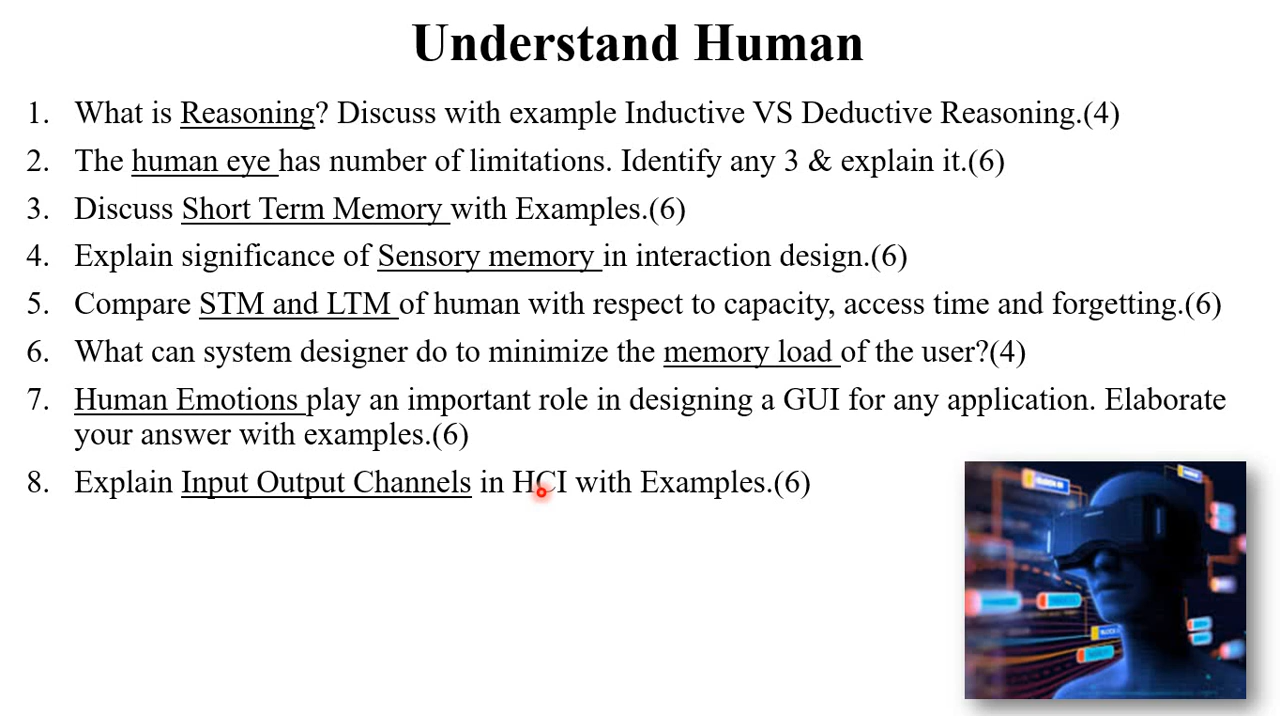 Understand Human
1. What is Reasoning? Discuss with example Inductive VS Deductive Reasoning.(4)
2. The human eye has number of limitations. Identify any 3 & explain it.(6)
3. Discuss Short Term Memory with Examples.(6)
4. Explain significance of Sensory memory in interaction design.(6)
5. Compare STM and LTM of human with respect to capacity, access time and forgetting.(6)
6. What can system designer do to minimize the memory load of the user?(4)
7. Human Emotions play an important role in designing a GUI for any application. Elaborate
your answer with examples.(6)
8. Explain Input Output Channels in HCI with Examples.(6)